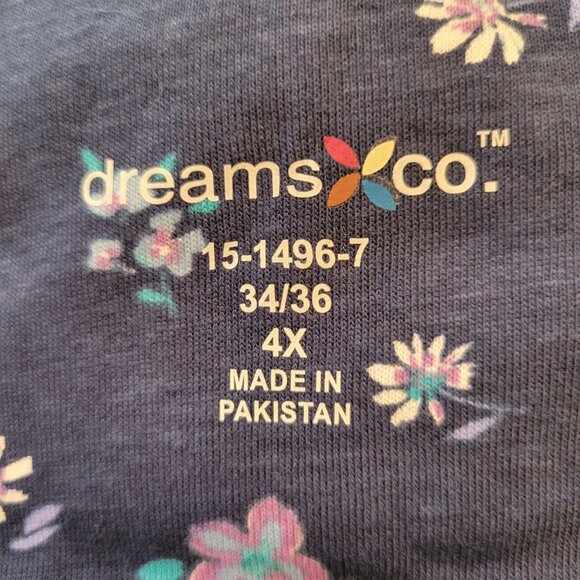 dreams co.™
15-1496-7
34/36
4X
MADE IN
PAKISTAN